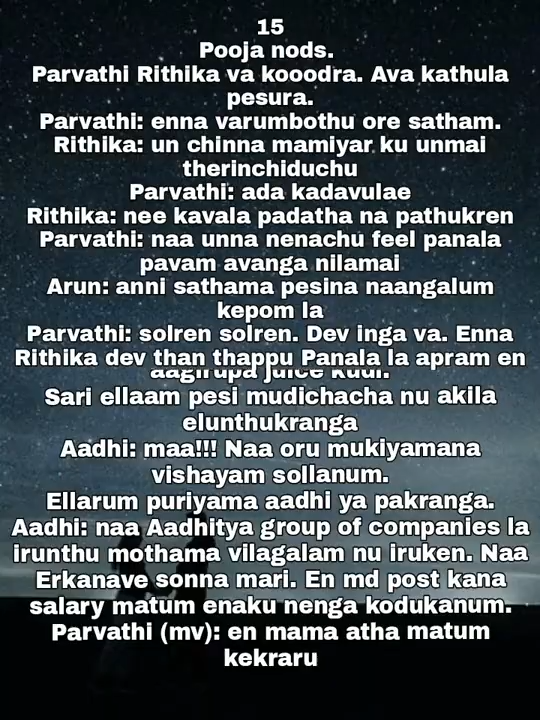 15
Pooja nods.
Parvathi Rithika va kooodra. Ava kathula
pesura.
Parvathi: enna varumbothu ore satham.
Rithika: un chinna mamiyar ku unmai
therinchiduchu
Parvathi: ada kadavulae
Rithika: nee kavala padatha na pathukren
Parvathi: naa unna nenachu feel panala
pavam avanga nilamai
Arun: anni sathama pesina naangalum
kepom la
Parvathi: solren solren. Dev inga va. Enna
Rithika dev than thappu Panala la apram en
juice
Sari ellaam pesi mudichacha nu akila
elunthukranga
Aadhi: maa!!! Naa oru mukiyamana
vishayam sollanum.
Ellarum puriyama aadhi ya pakranga.
Aadhi: naa Aadhitya group of companies la
irunthu mothama vilagalam nu iruken. Naa
Erkanave sonna mari. En md post kana
salary matum enaku nenga kodukanum.
Parvathi (mv): en mama atha matum
kekraru